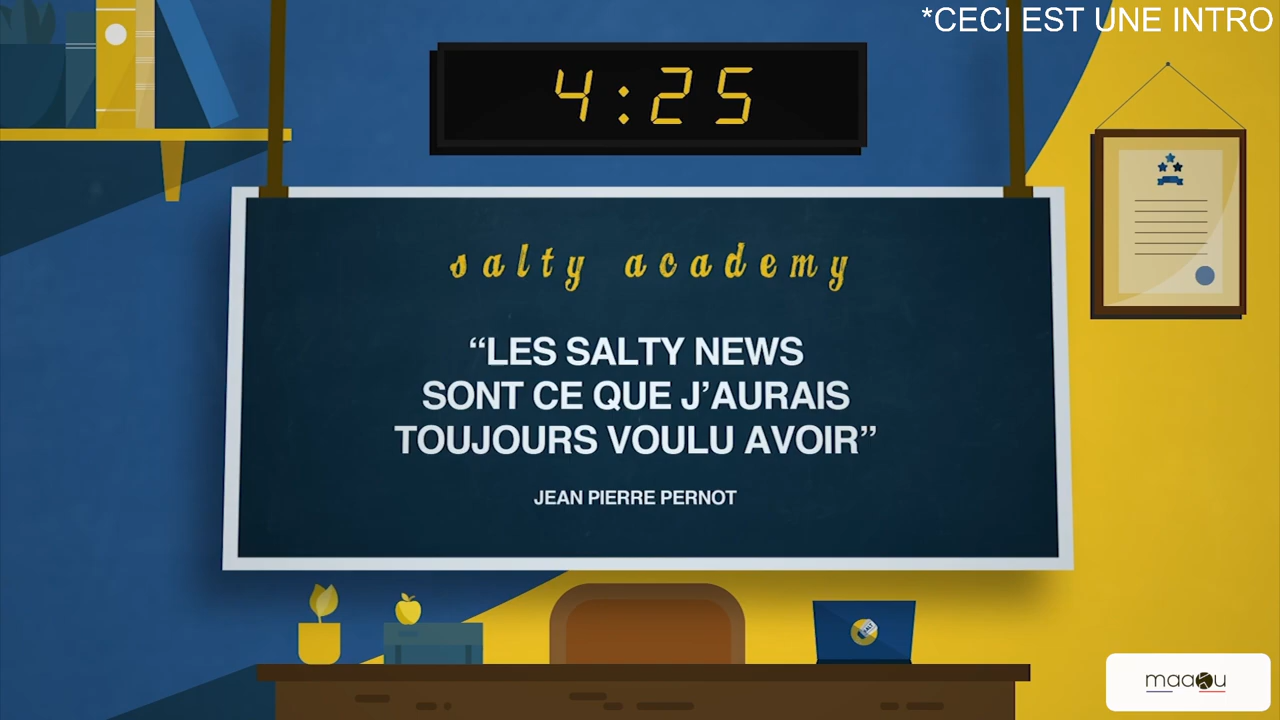 *CECI EST UNE INTRO
4:25
salty academy
“LES SALTY NEWS
SONT CE QUE J’AURAIS
TOUJOURS VOULU AVOIR”
JEAN PIERRE PERNOT
maaKu